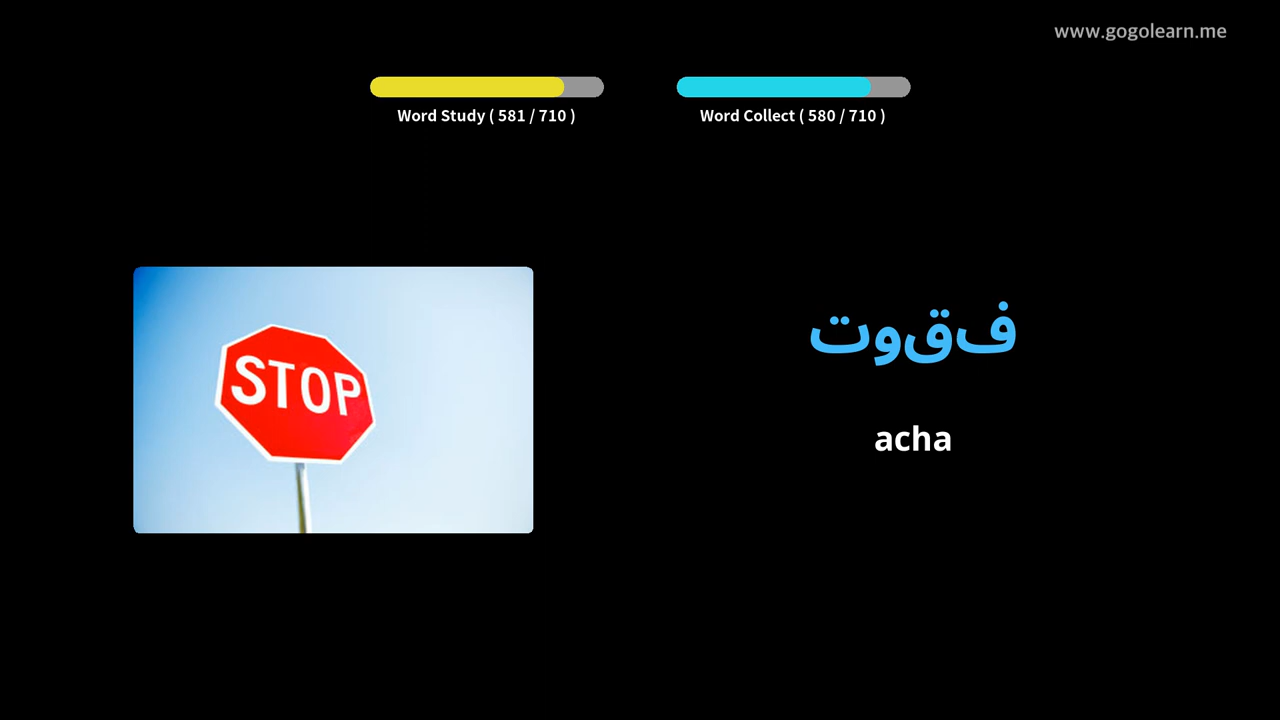 www.gogolearn.me
Word Study ( 581 / 710 )
Word Collect ( 580 / 710 )
STOP
فقوت
acha